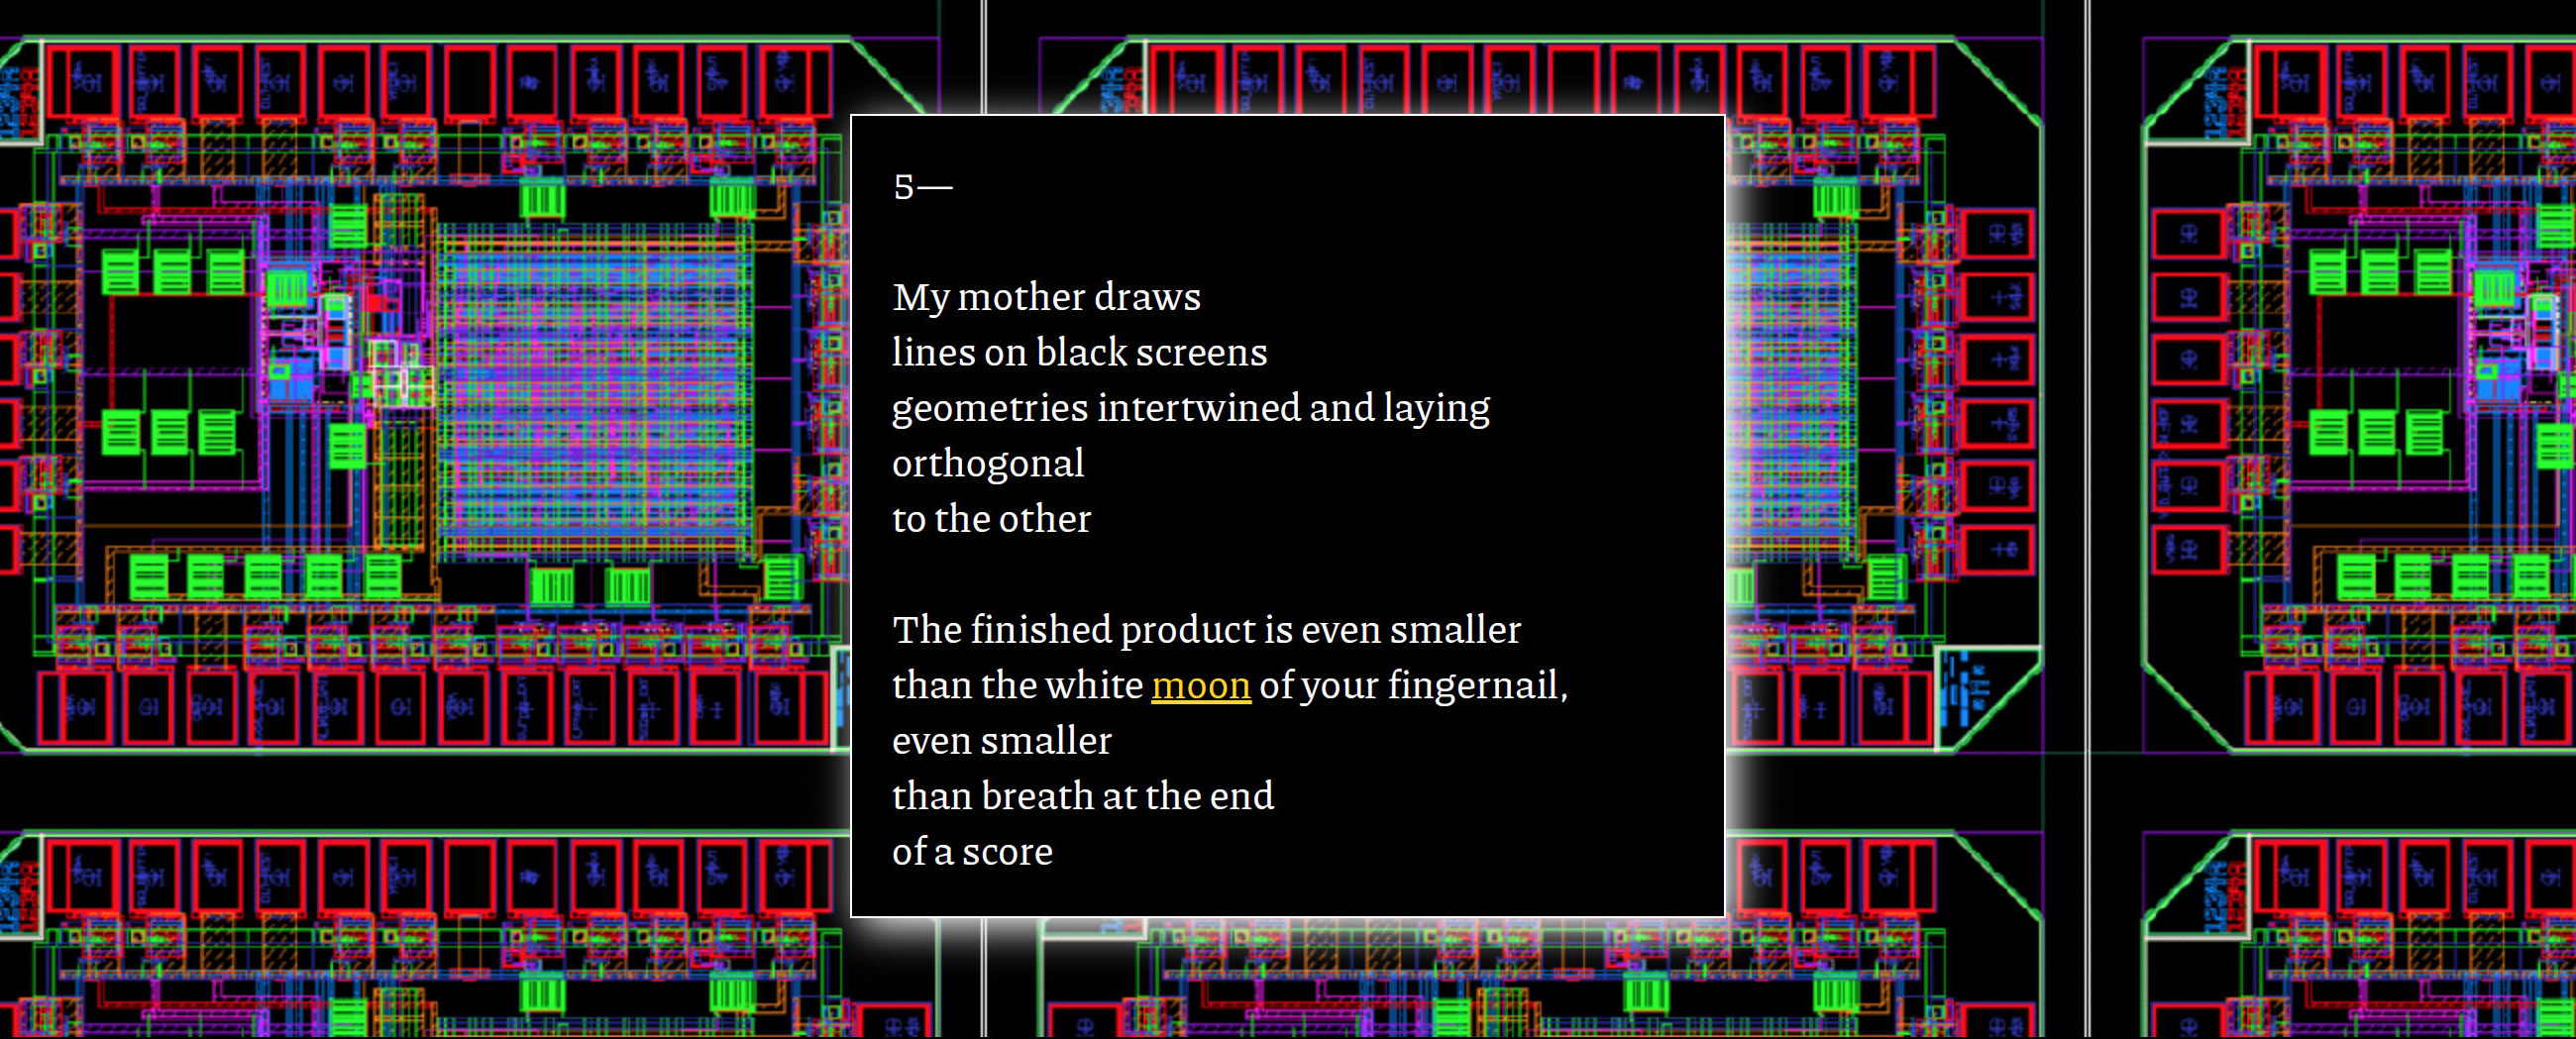 5—
My mother draws
lines on black screens
geometries intertwined and laying
orthogonal
to the other
The finished product is even smaller
than the white moon of your fingernail,
even smaller
than breath at the end
of a score